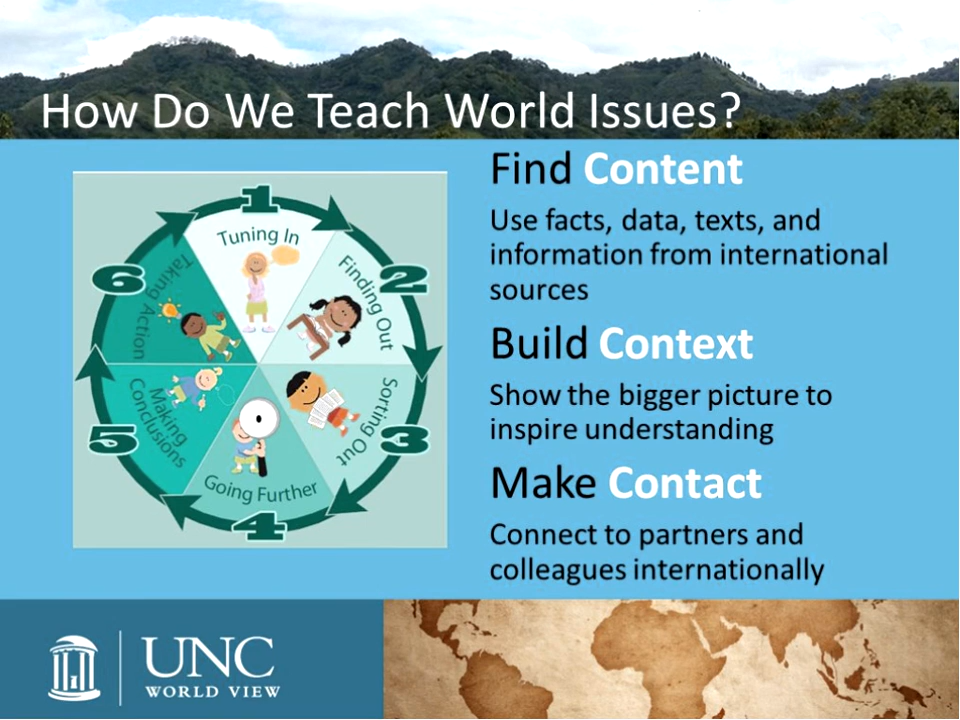 How Do We Teach World Issues?
1
Tuning In
2
Finding Out
3
Sorting Out
4
Going Further
5
Making
Conclusions
6
Taking
Action
Find Content
Use facts, data, texts, and
information from international
sources
Build Context
Show the bigger picture to
inspire understanding
Make Contact
Connect to partners and
colleagues internationally
UNC
WORLD VIEW